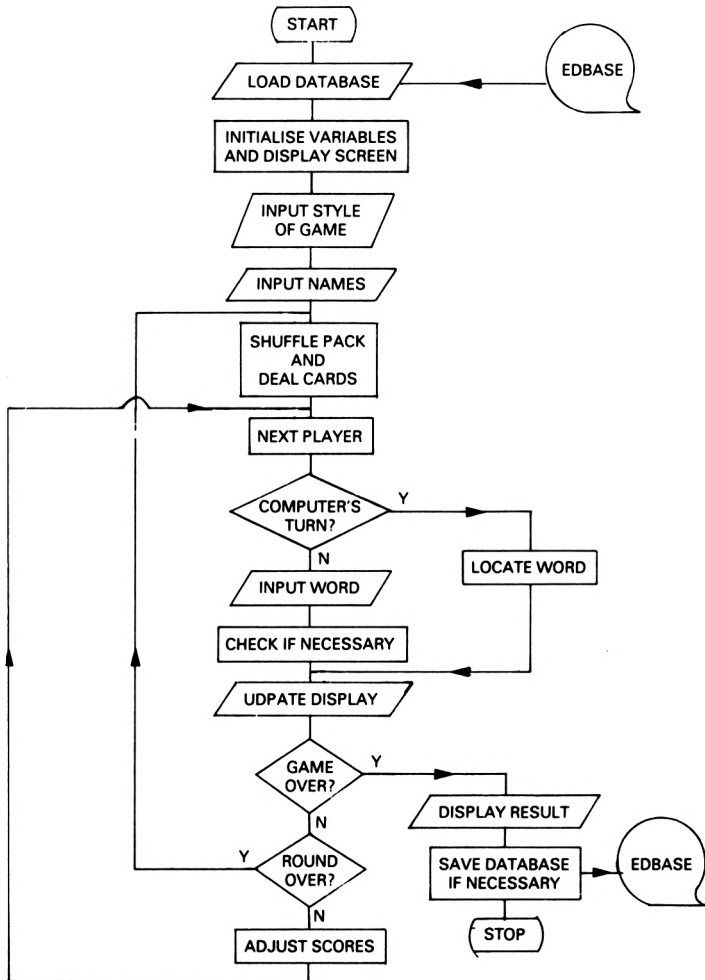 START
LOAD DATABASE
EDBASE
INITIALISE VARIABLES
AND DISPLAY SCREEN
INPUT STYLE
OF GAME
INPUT NAMES
SHUFFLE PACK
AND
DEAL CARDS
NEXT PLAYER
COMPUTER'S
TURN?
Y
N
LOCATE WORD
INPUT WORD
CHECK IF NECESSARY
UDPATE DISPLAY
GAME
OVER?
Y
N
DISPLAY RESULT
ROUND
OVER?
Y
N
SAVE DATABASE
IF NECESSARY
EDBASE
ADJUST SCORES
STOP